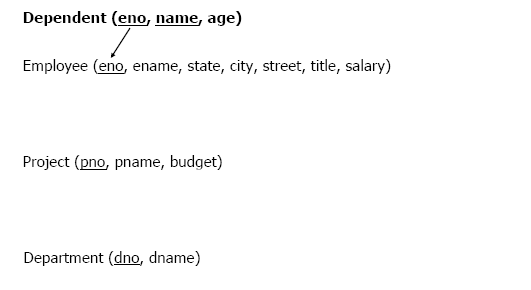 Dependent (eno, name, age)
Employee (eno, ename, state, city, street, title, salary)
Project (pno, pname, budget)
Department (dno, dname)